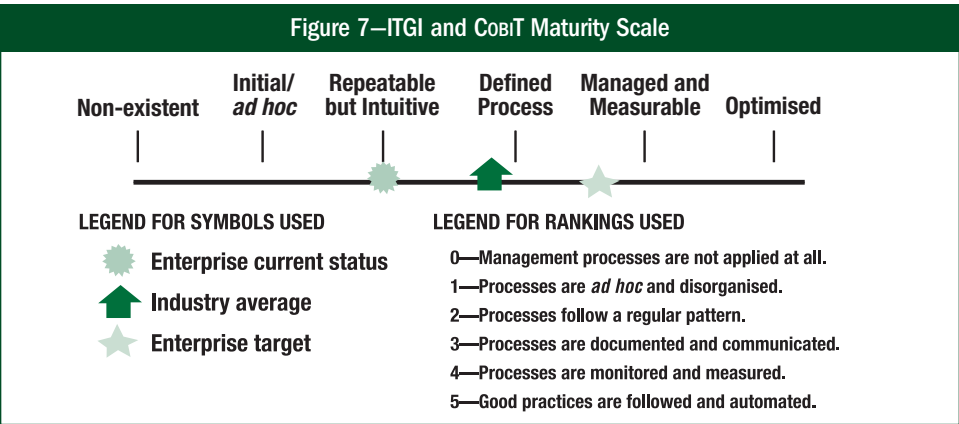 Figure 7—ITGI and COBIT Maturity Scale
Non-existent
Initial/
ad hoc
Repeatable
but Intuitive
Defined
Process
Managed and
Measurable
Optimised
LEGEND FOR SYMBOLS USED
Enterprise current status
Industry average
Enterprise target
LEGEND FOR RANKINGS USED
0—Management processes are not applied at all.
1—Processes are ad hoc and disorganised.
2—Processes follow a regular pattern.
3—Processes are documented and communicated.
4—Processes are monitored and measured.
5—Good practices are followed and automated.